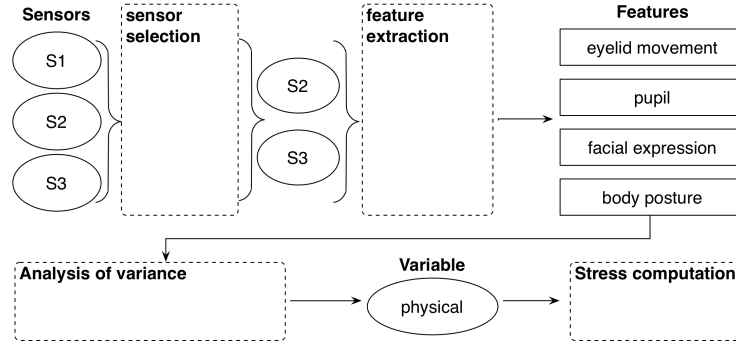 Sensors
sensor
selection
feature
extraction
Features
S1
S2
S3
S2
S3
eyelid movement
pupil
facial expression
body posture
Analysis of variance
Variable
physical
Stress computation